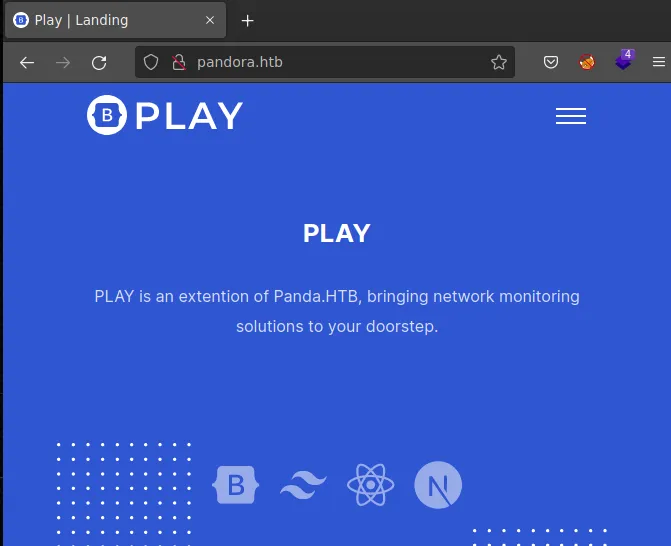 Play | Landing
pandora.htb
4
B PLAY
PLAY
PLAY is an extention of Panda.HTB, bringing network monitoring
solutions to your doorstep.
B N